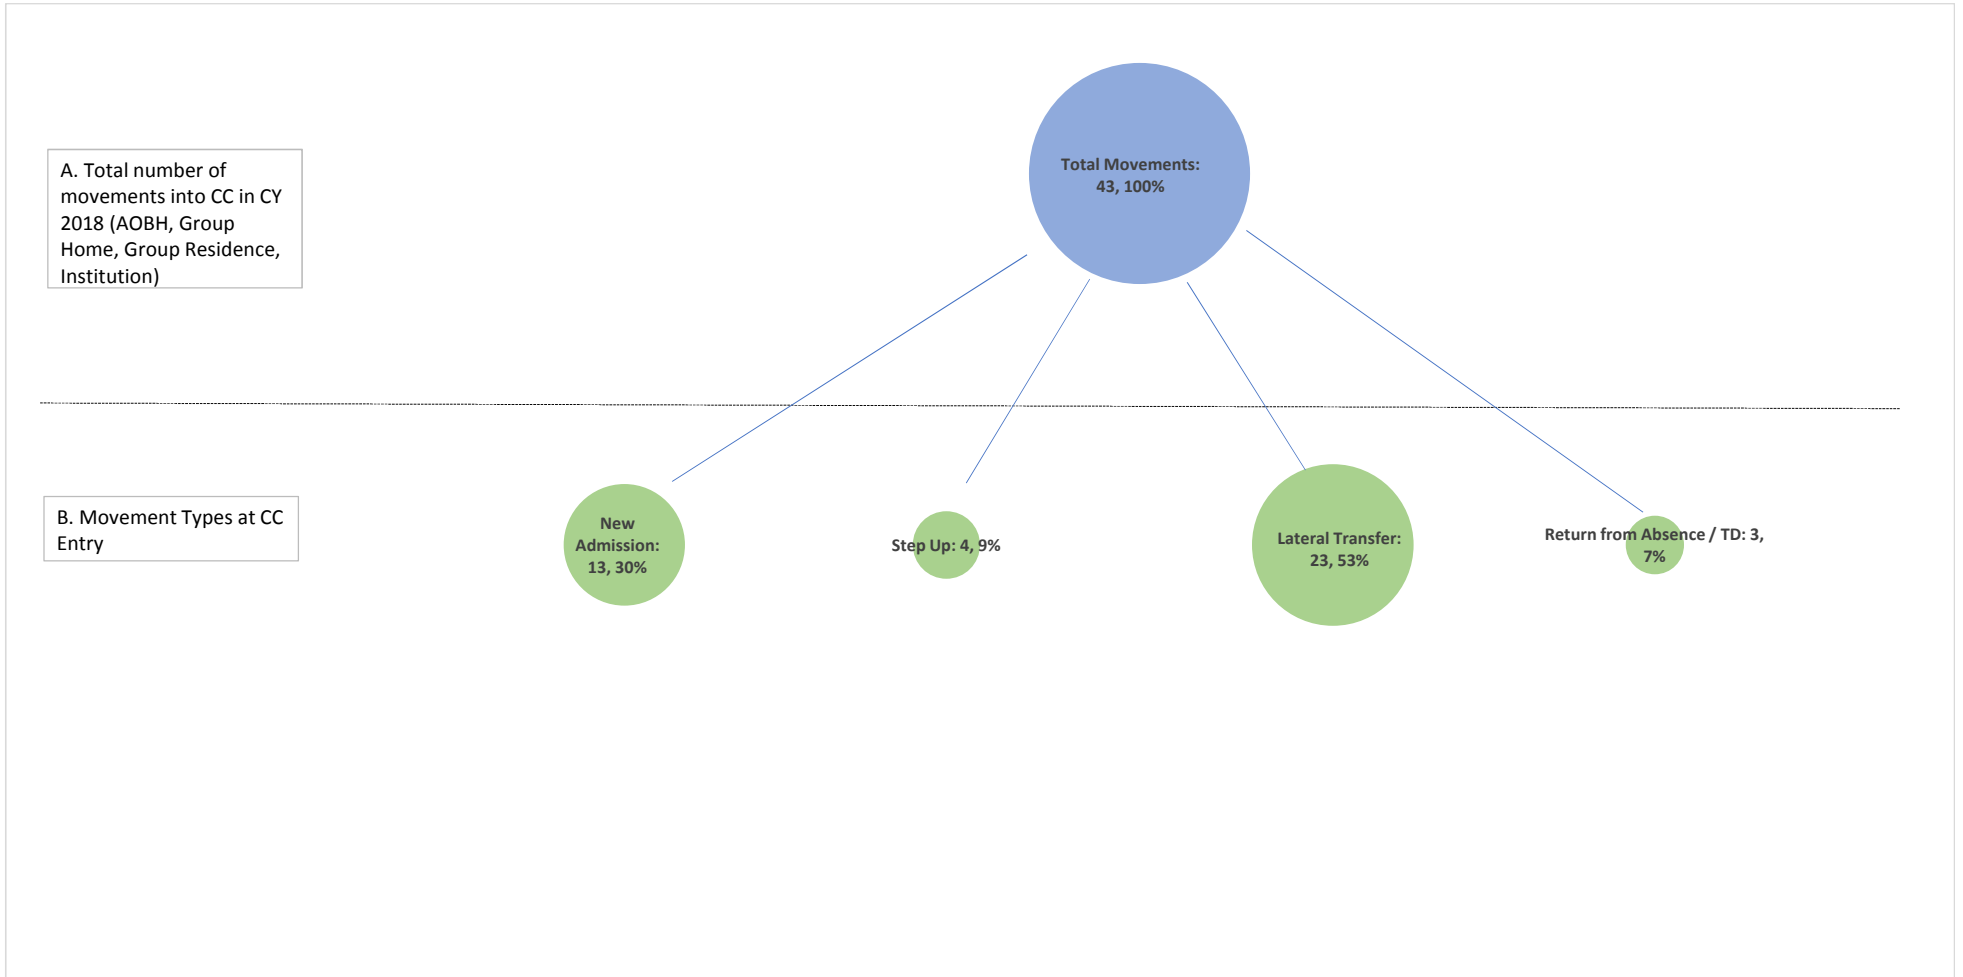 A. Total number of
movements into CC in CY
2018 (AOBH, Group
Home, Group Residence,
Institution)
Total Movements:
43, 100%
B. Movement Types at CC
Entry
New
Admission:
13, 30%
Step Up: 4, 9%
Lateral Transfer:
23, 53%
Return from Absence / TD: 3,
7%